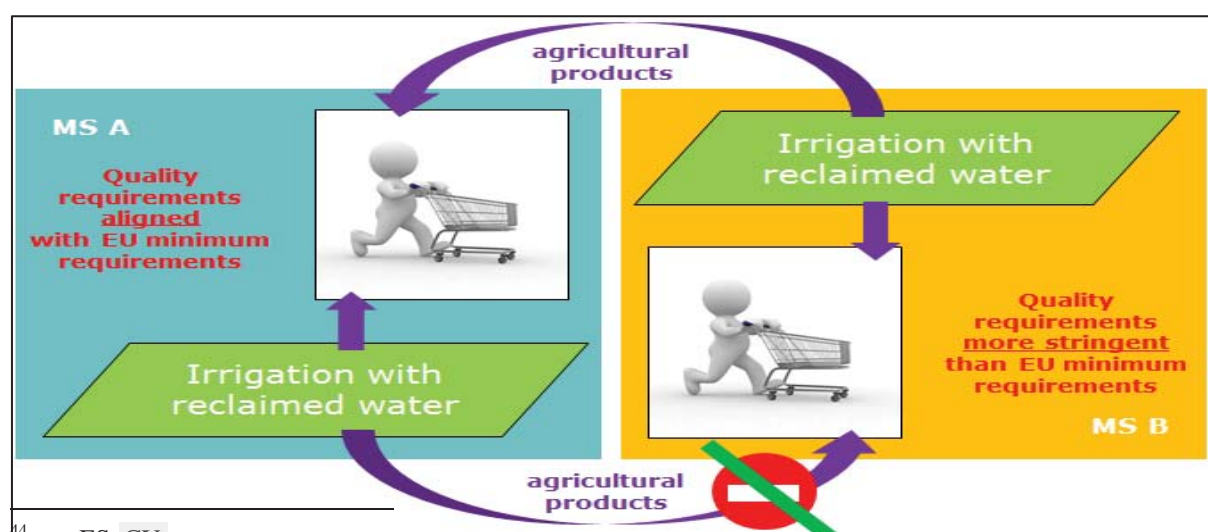 agricultural
products
MS A
Quality
requirements
aligned
with EU minimum
requirements
Irrigation with
reclaimed water
Irrigation with
reclaimed water
Quality
requirements
more stringent
than EU minimum
requirements
MS B
agricultural
products
44